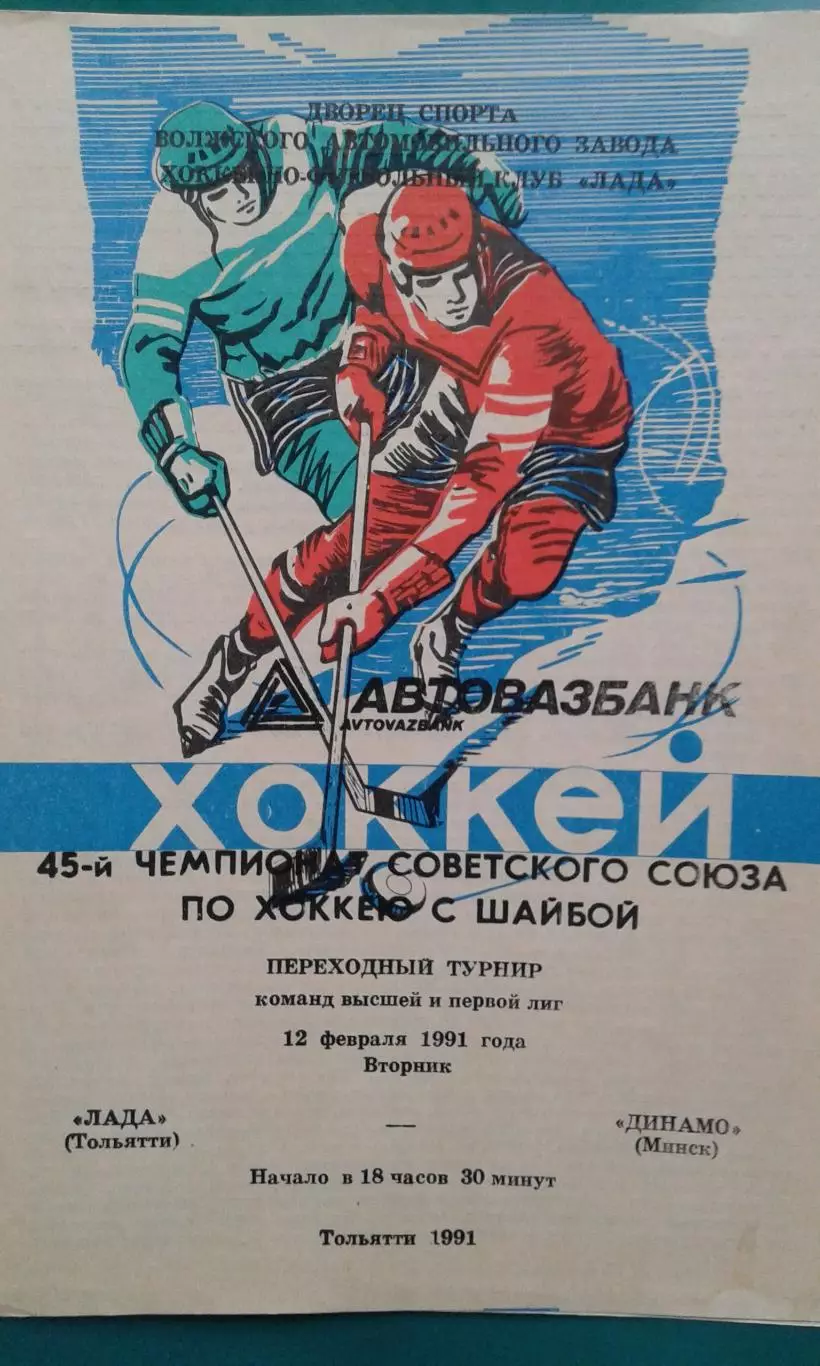 ДВОРЕЦ СПОРТА
ВОЛЖСКОГО АВТОМОБИЛЬНОГО ЗАВОДА
ХОККЕЙНО-ФУТБОЛЬНЫЙ КЛУБ «ЛАДА»
АВТОВАЗБАНК
AVTOVAZBANK
хоккей
45-й ЧЕМПИОНАТ СОВЕТСКОГО СОЮЗА
ПО ХОККЕЮ С ШАЙБОЙ
ПЕРЕХОДНЫЙ ТУРНИР
команд высшей и первой лиг
12 февраля 1991 года
Вторник
«ЛАДА» — «ДИНАМО»
(Тольятти) (Минск)
Начало в 18 часов 30 минут
Тольятти 1991